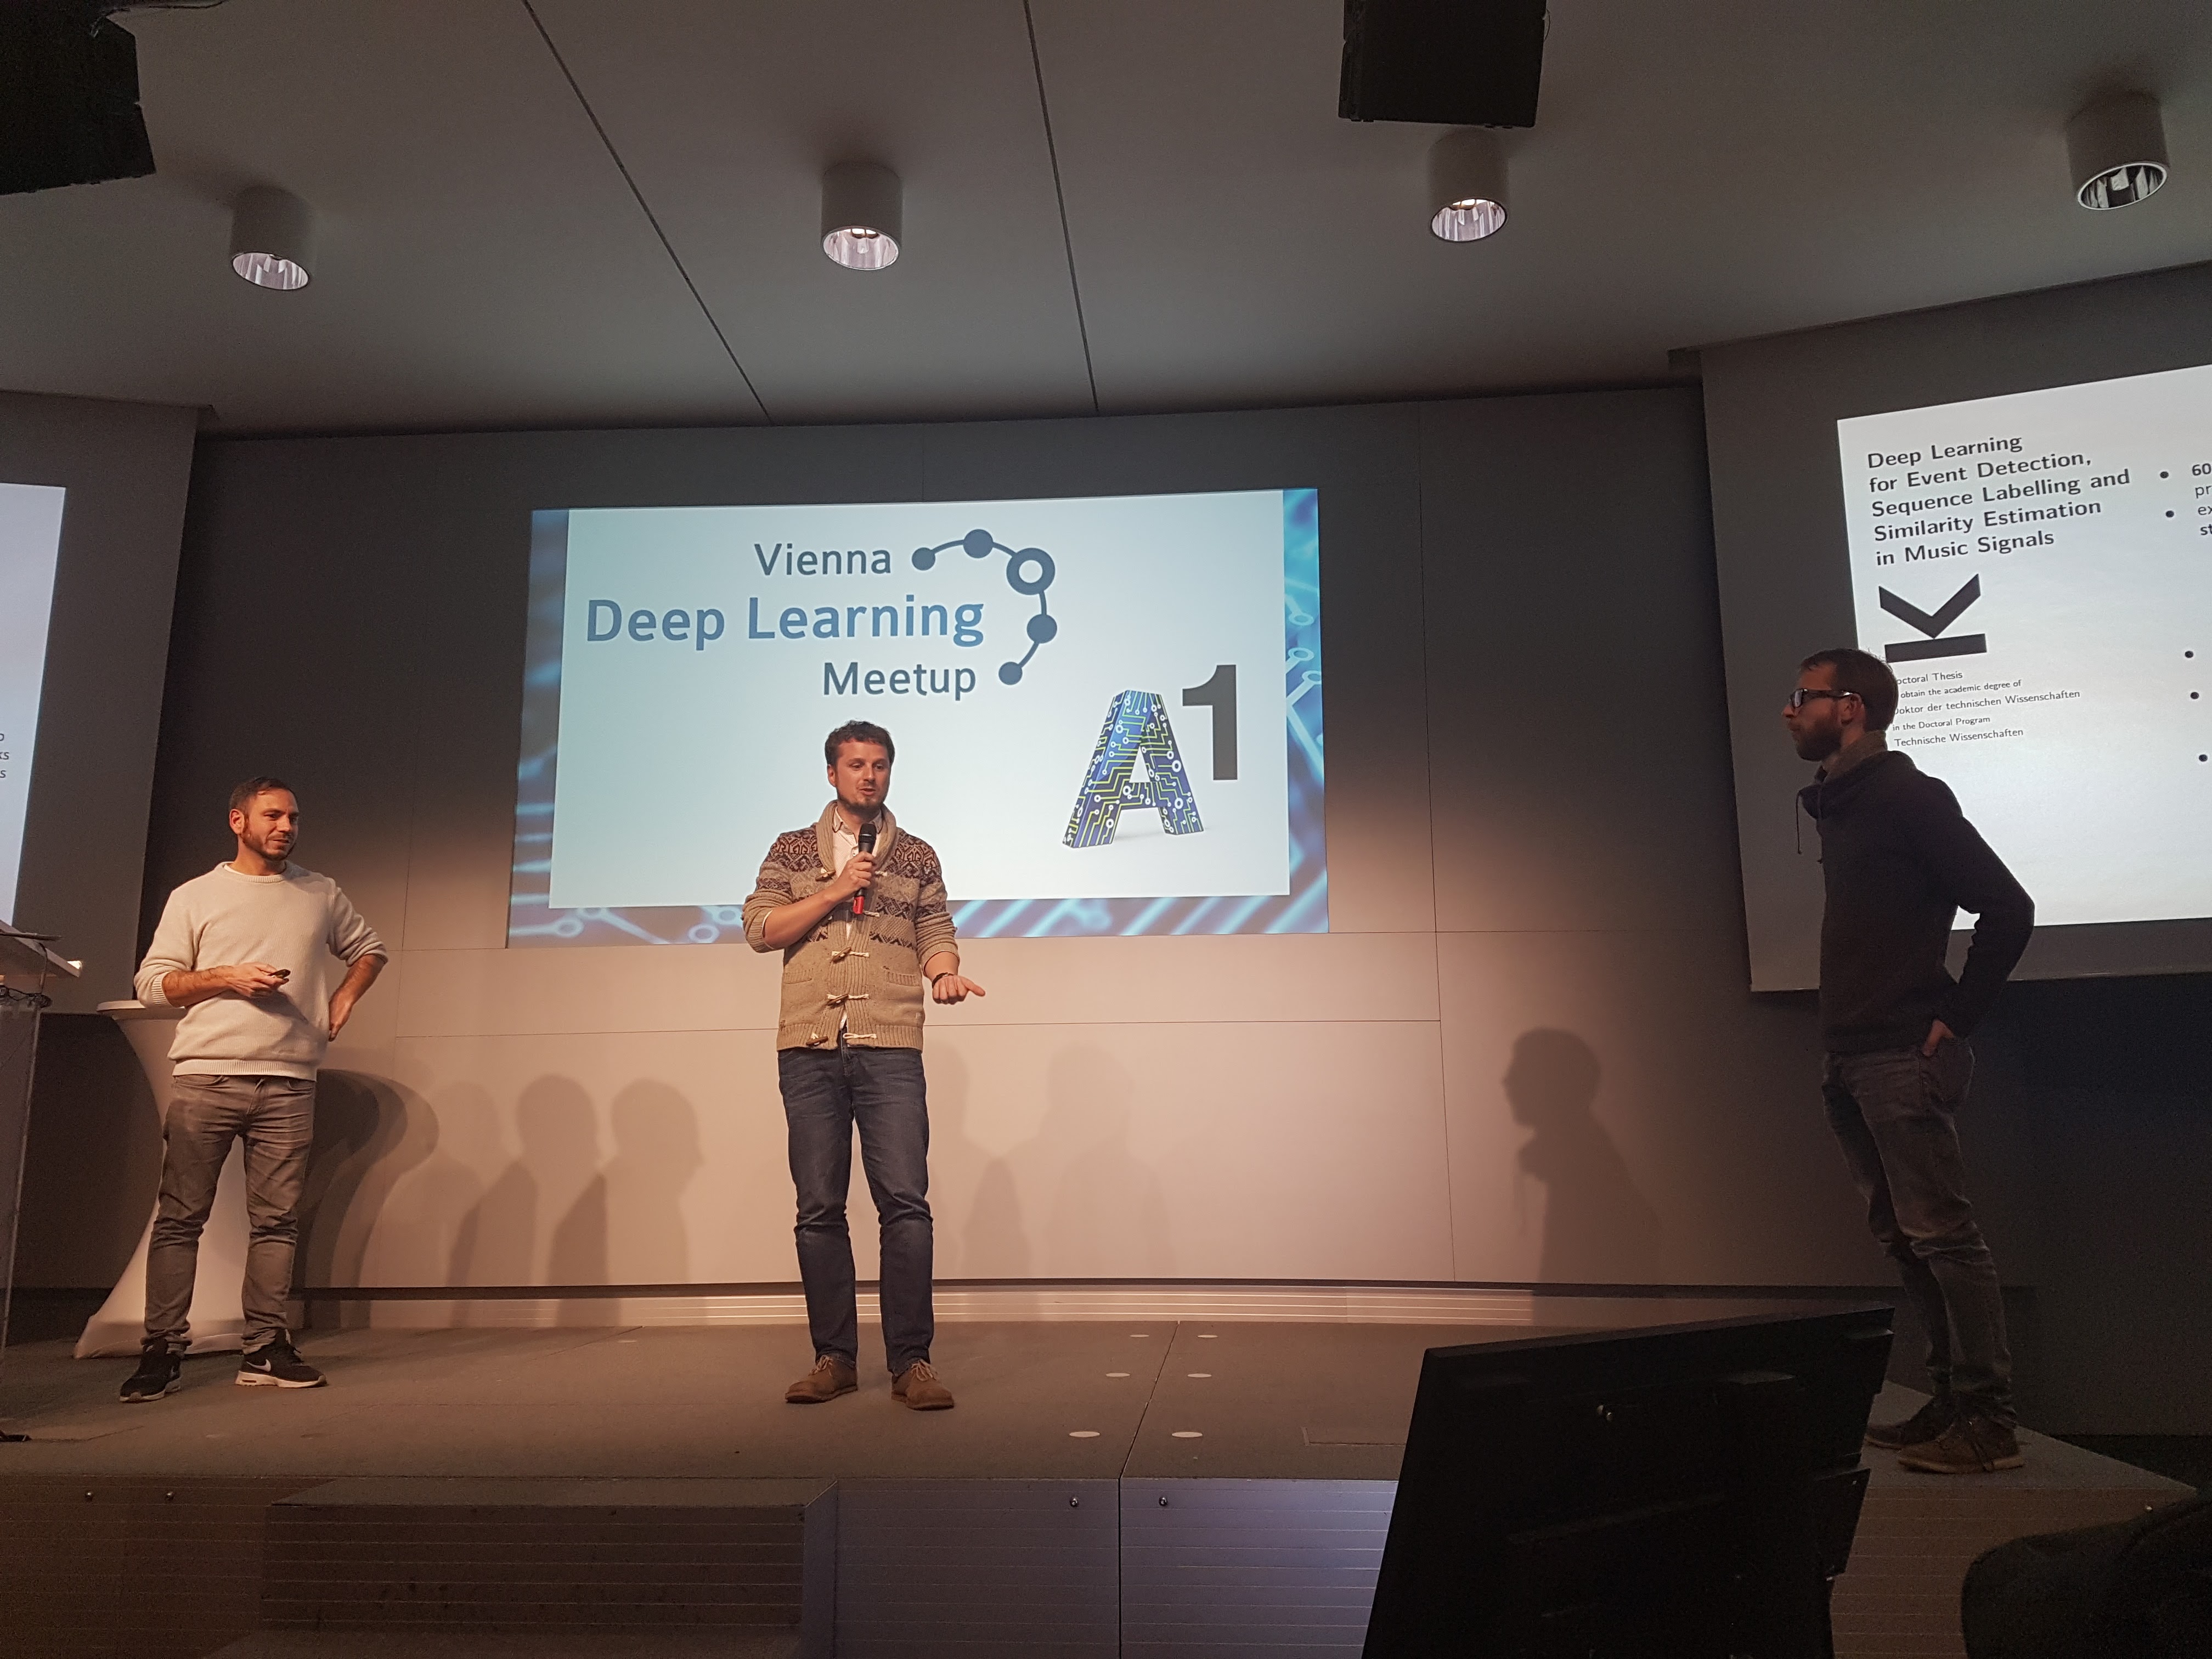 Vienna
Deep Learning
Meetup
A1
Deep Learning
for Event Detection,
Sequence Labelling and
Similarity Estimation
in Music Signals
Doctoral Thesis
obtain the academic degree of
Doktor der technischen Wissenschaften
in the Doctoral Program
Technische Wissenschaften
60